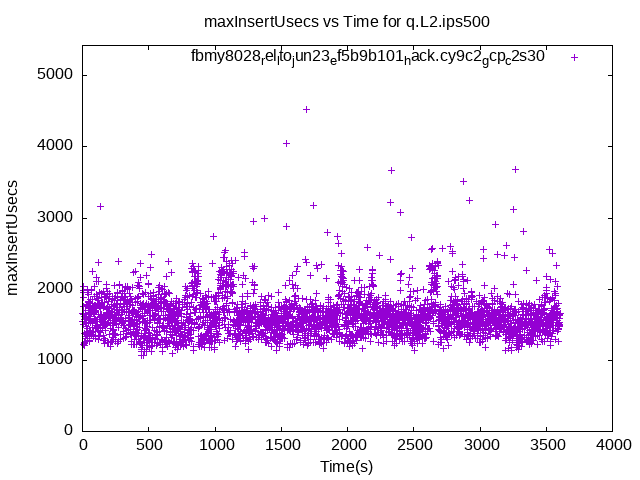 maxInsertUsecs vs Time for q.L2.ips500
fbmy8028relitojun23ef5b9b101hack.cy9c2gcpc2s30
5000
4000
3000
2000
1000
0
maxInsertUsecs
0 500 1000 1500 2000 2500 3000 3500 4000
Time(s)